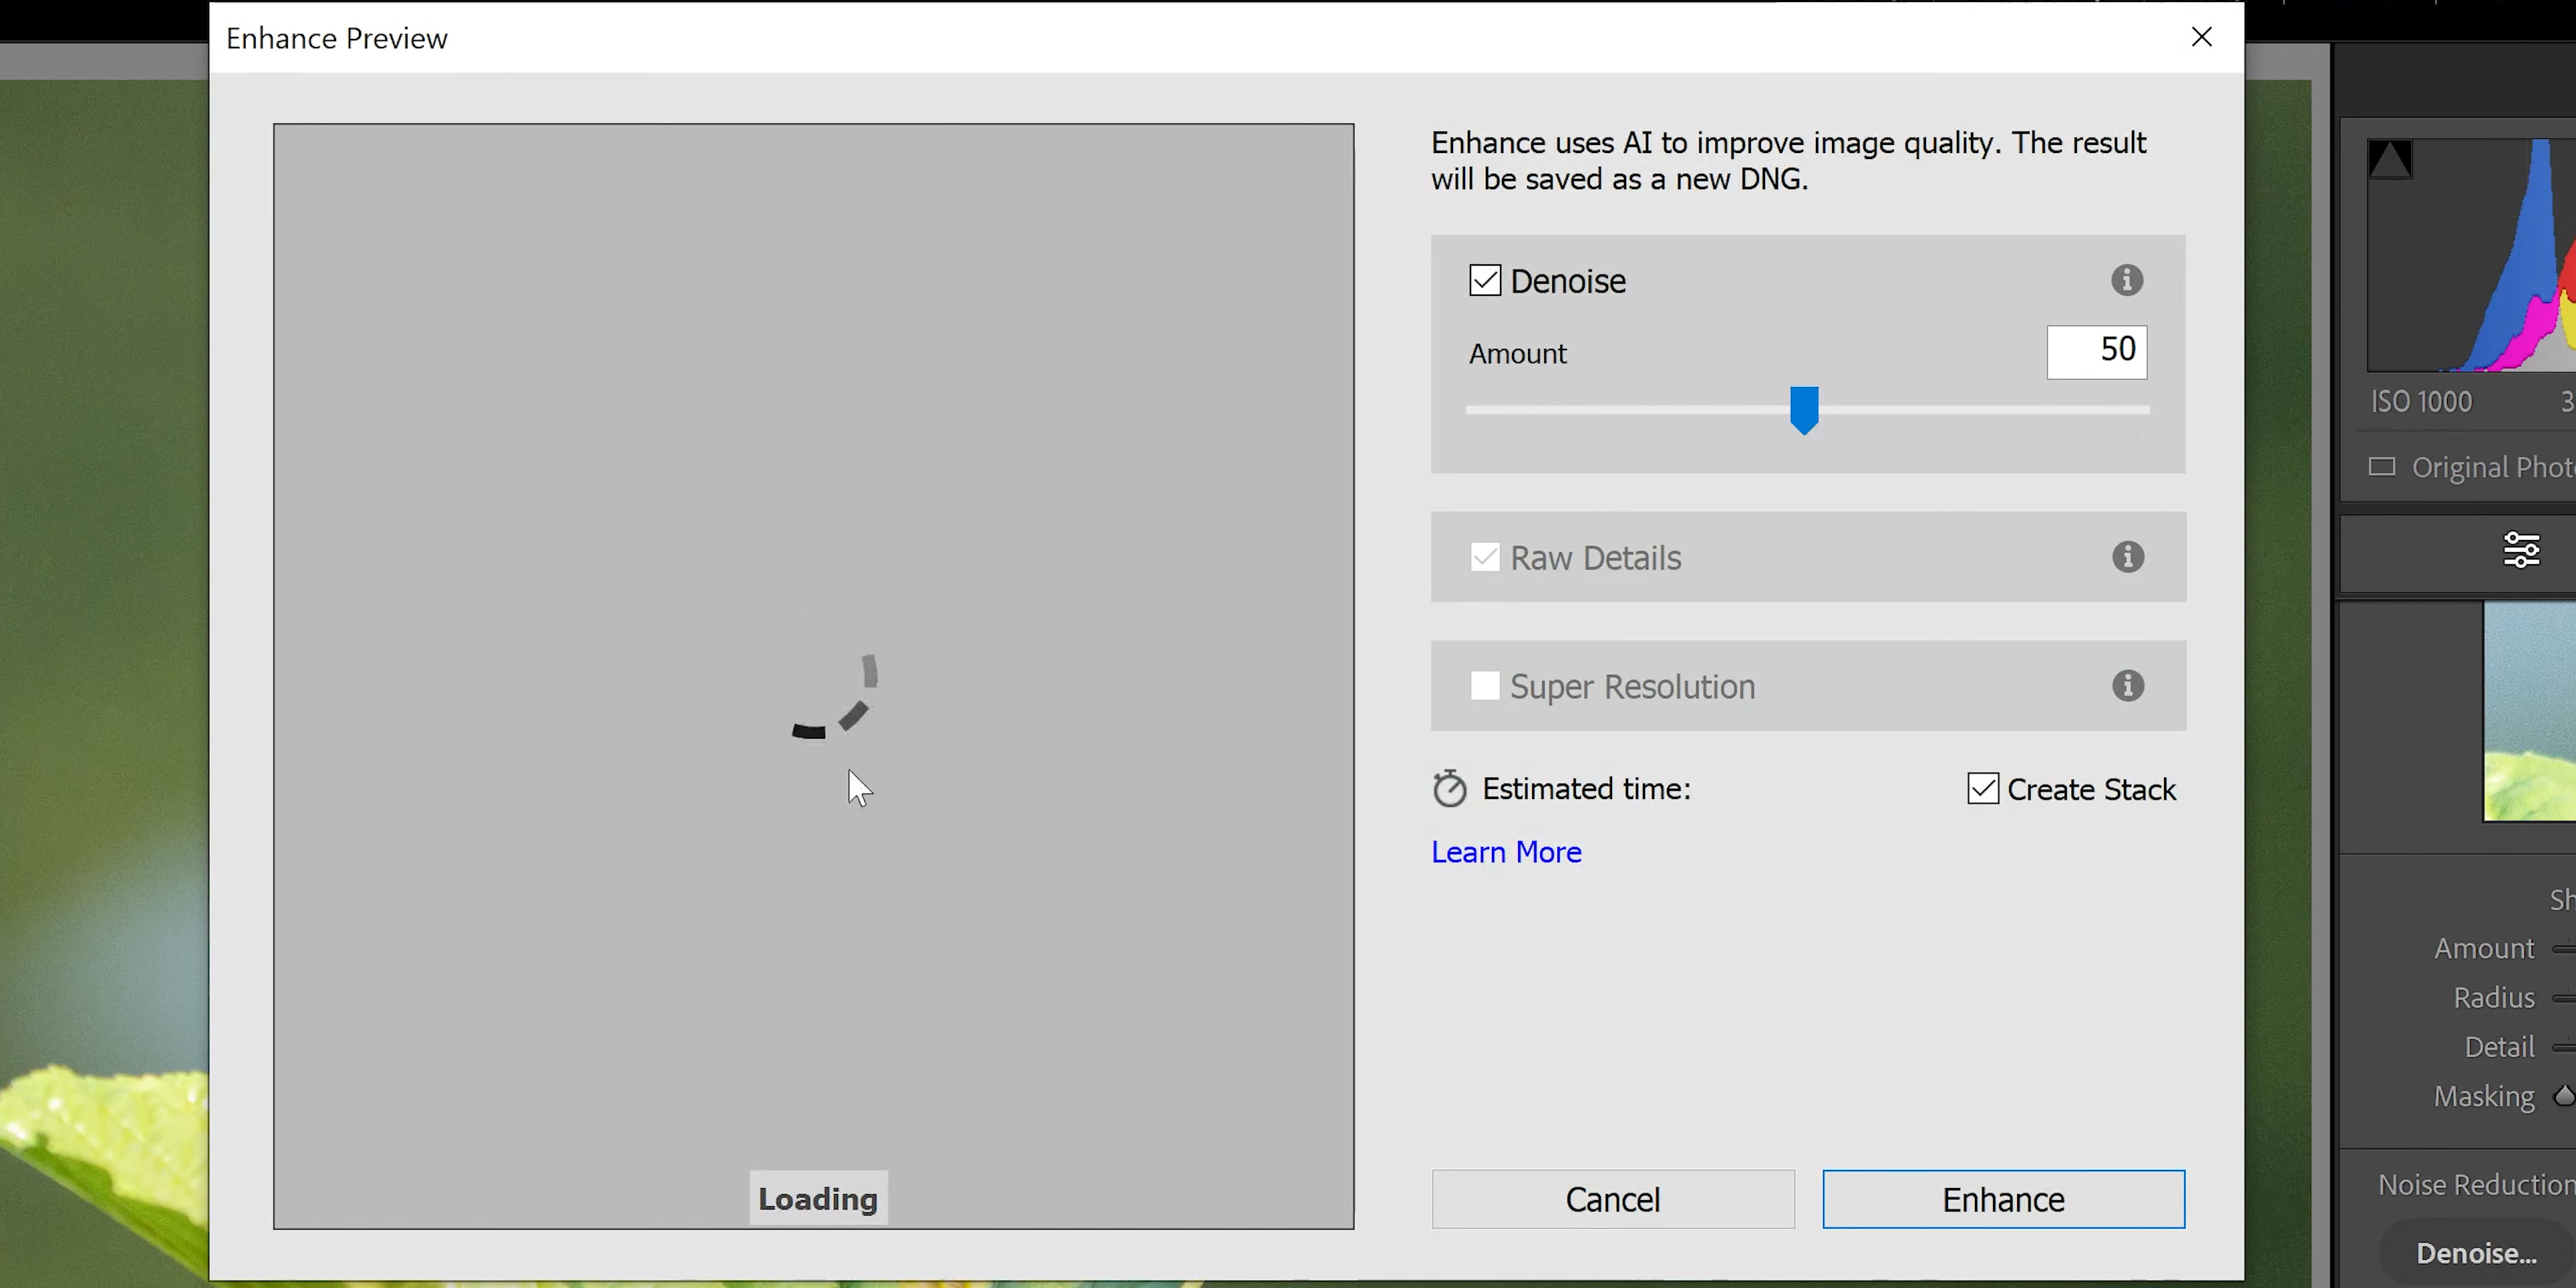 Enhance Preview
Enhance uses AI to improve image quality. The result
will be saved as a new DNG.
Denoise
Amount
50
Raw Details
Super Resolution
Estimated time:
Create Stack
Learn More
Loading
Cancel
Enhance
ISO 1000
Original
Amount
Radius
Detail
Masking
Noise
Denoise...